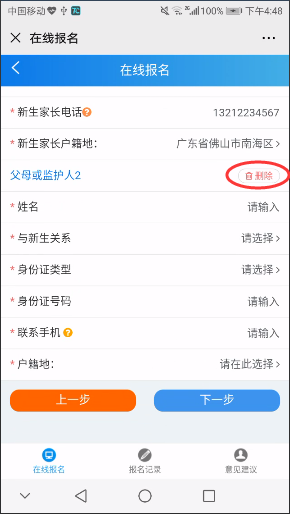 中国移动 100% 下午4:48
在线报名
在线报名
* 新生家长电话 13212234567
* 新生家长户籍地： 广东省佛山市南海区
父母或监护人2 删除
* 姓名 请输入
* 与新生关系 请选择
* 身份证类型 请选择
* 身份证号码 请输入
* 联系手机 请输入
* 户籍地： 请在此选择
上一步 下一步
在线报名 报名记录 意见建议